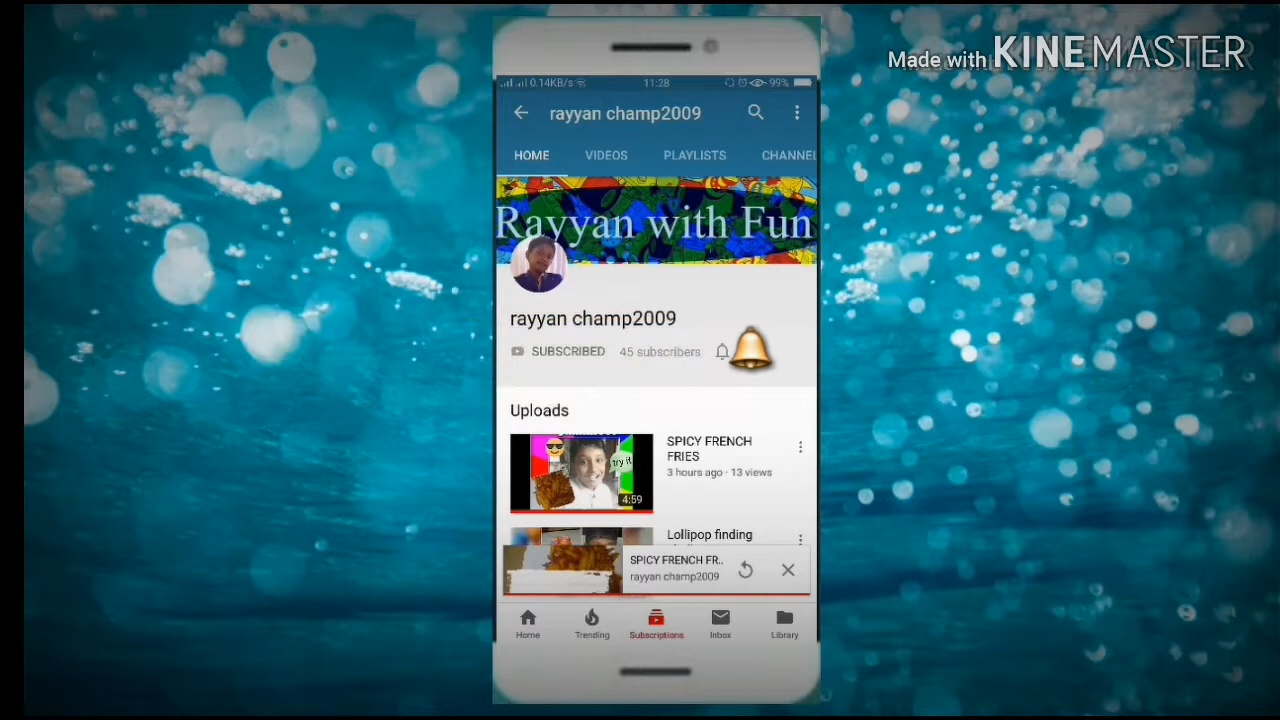 Made with KINEMASTER
0.14KB/s 11:28 99%
rayyan champ2009
HOME VIDEOS PLAYLISTS CHANNEL
Rayyan with Fun
rayyan champ2009
SUBSCRIBED 45 subscribers
Uploads
try it
4:59
SPICY FRENCH
FRIES
3 hours ago · 13 views
Lollipop finding
SPICY FRENCH FR..
rayyan champ2009
Home Trending Subscriptions Inbox Library